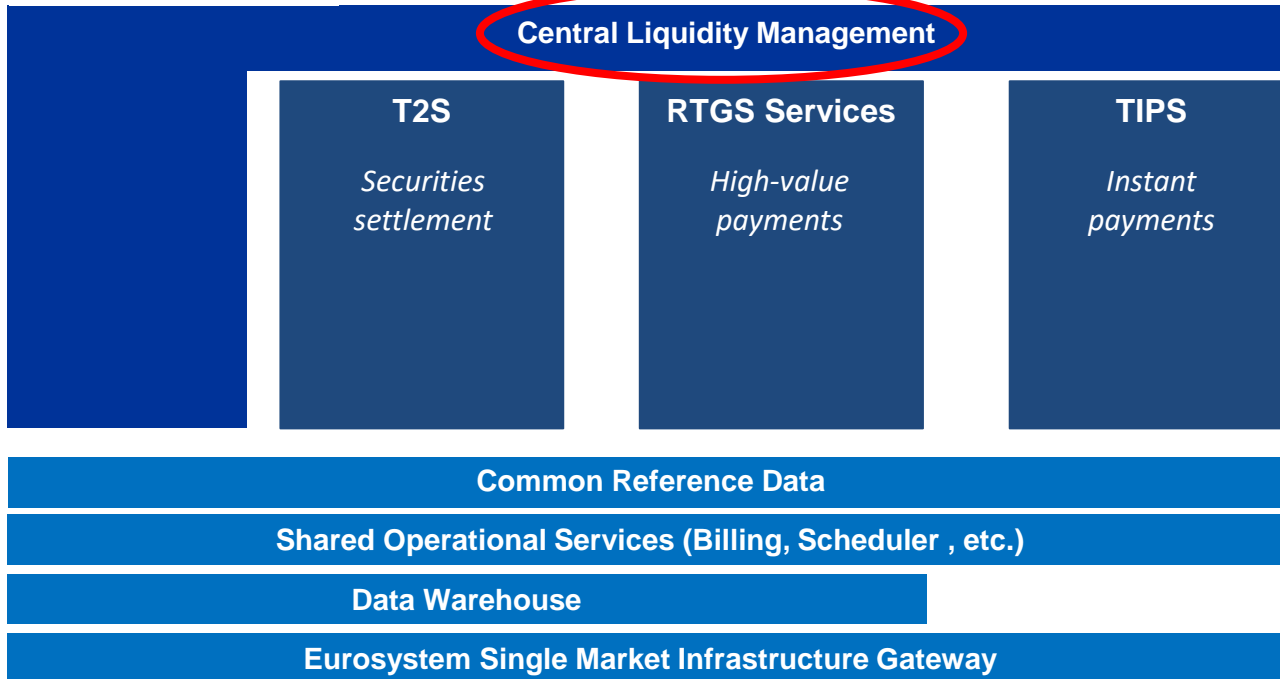 Central Liquidity Management
T2S
Securities
settlement
RTGS Services
High-value
payments
TIPS
Instant
payments
Common Reference Data
Shared Operational Services (Billing, Scheduler , etc.)
Data Warehouse
Eurosystem Single Market Infrastructure Gateway